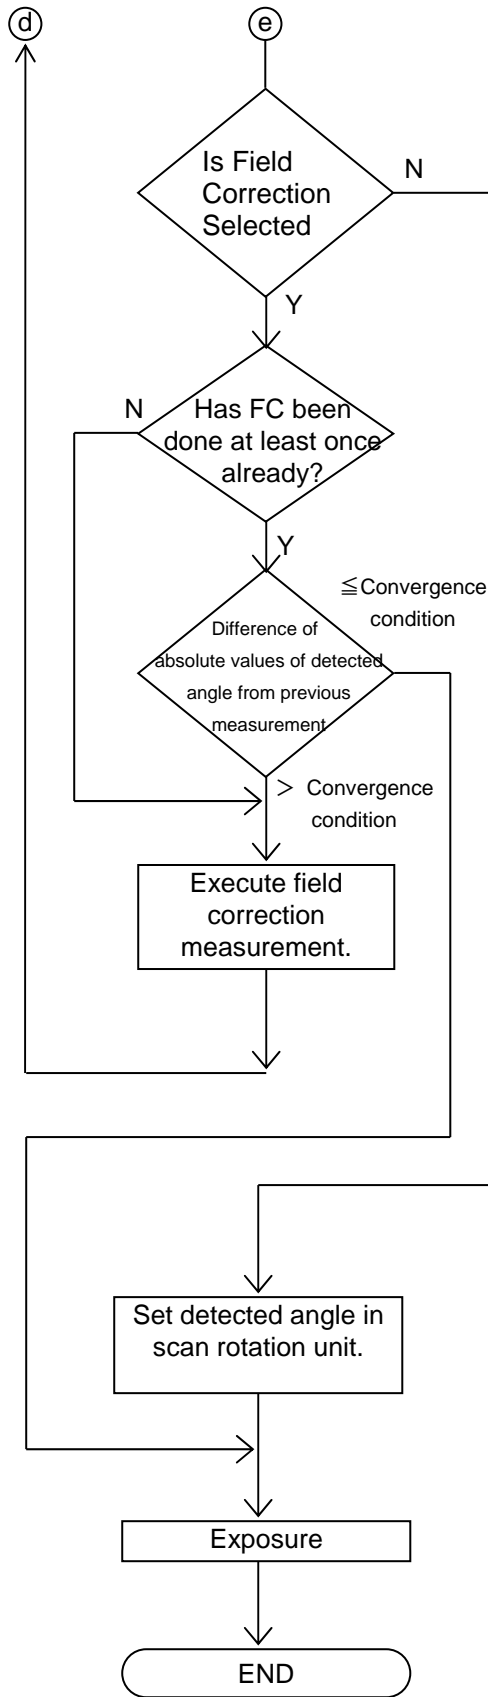 d
e
Is Field
Correction
Selected
N
Y
N
Has FC been
done at least once
already?
Y
≦Convergence
condition
Difference of
absolute values of detected
angle from previous
measurement
＞ Convergence
condition
Execute field
correction
measurement.
Set detected angle in
scan rotation unit.
Exposure
END